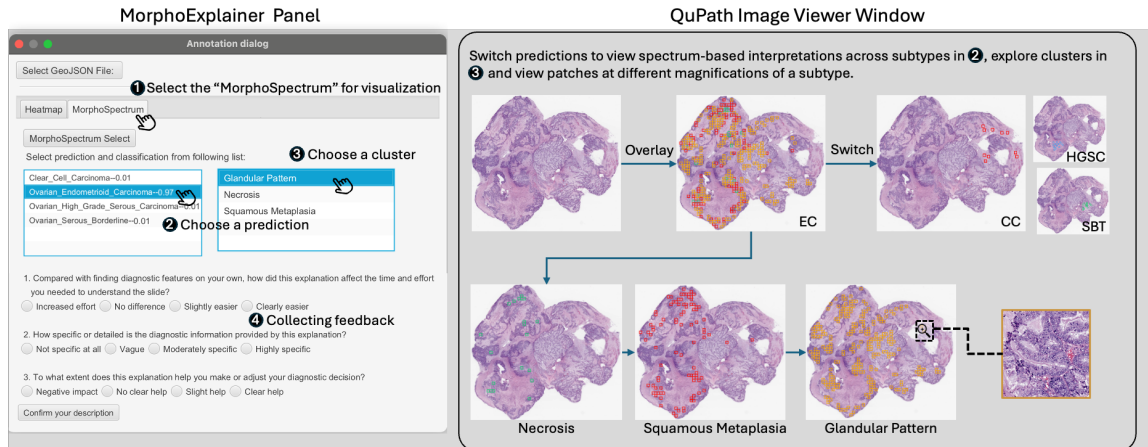 MorphoExplainer Panel
QuPath Image Viewer Window
Annotation dialog
Select GeoJSON File:
1 Select the “MorphoSpectrum” for visualization
Heatmap
MorphoSpectrum
MorphoSpectrum Select
Select prediction and classification from following list:
3 Choose a cluster
Clear_Cell_Carcinoma--0.01
Ovarian_Endometrioid_Carcinoma--0.97
Ovarian_High_Grade_Serous_Carcinoma--0.01
Ovarian_Serous_Borderline--0.01
Glandular Pattern
Necrosis
Squamous Metaplasia
2 Choose a prediction
1. Compared with finding diagnostic features on your own, how did this explanation affect the time and effort
you needed to understand the slide?
Increased effort No difference Slightly easier Clearly easier
4 Collecting feedback
2. How specific or detailed is the diagnostic information provided by this explanation?
Not specific at all Vague Moderately specific Highly specific
3. To what extent does this explanation help you make or adjust your diagnostic decision?
Negative impact No clear help Slight help Clear help
Confirm your description
Switch predictions to view spectrum-based interpretations across subtypes in 2, explore clusters in
3 and view patches at different magnifications of a subtype.
Overlay
Switch
EC
CC
HGSC
SBT
Necrosis
Squamous Metaplasia
Glandular Pattern